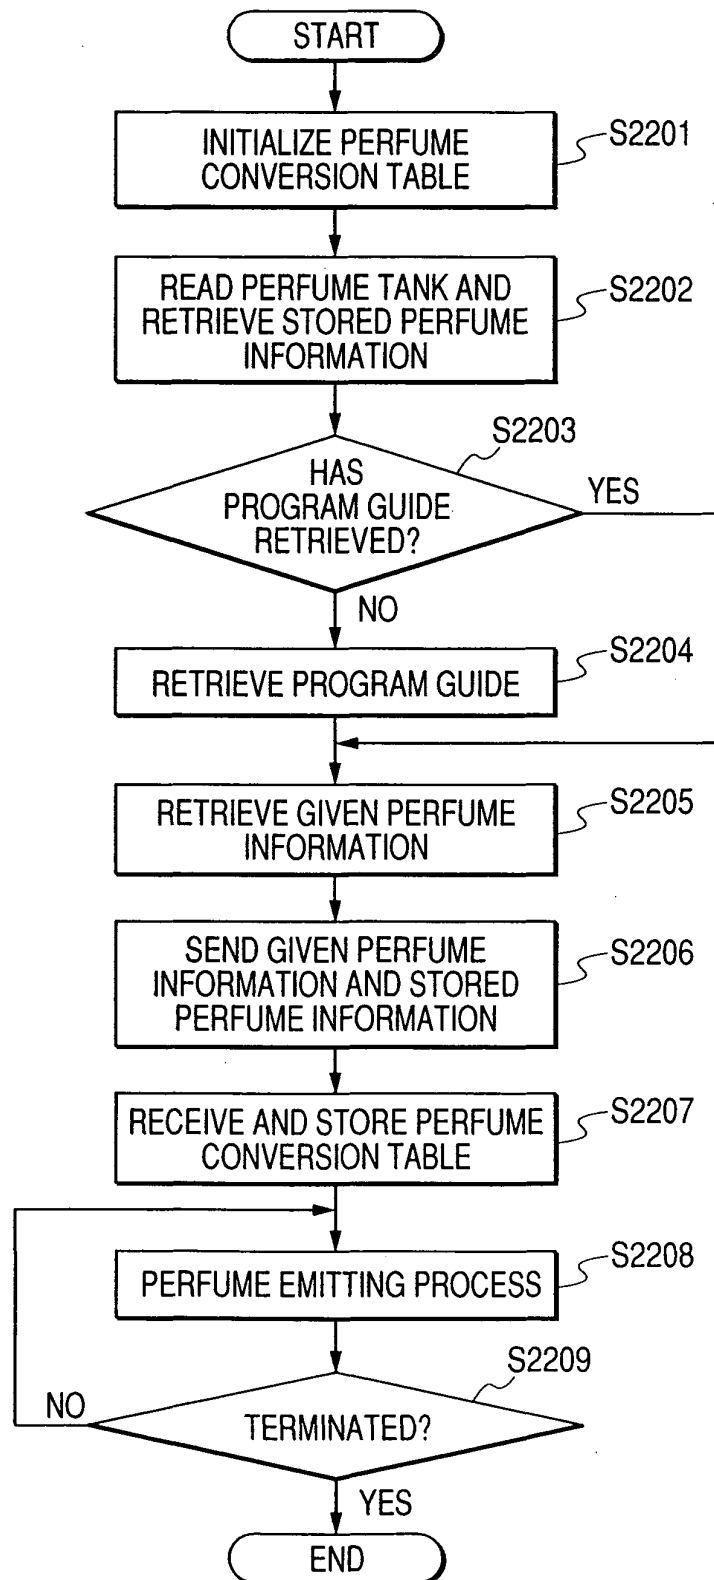 START
INITIALIZE PERFUME
CONVERSION TABLE
S2201
READ PERFUME TANK AND
RETRIEVE STORED PERFUME
INFORMATION
S2202
S2203
HAS
PROGRAM GUIDE
RETRIEVED?
YES
NO
RETRIEVE PROGRAM GUIDE
S2204
RETRIEVE GIVEN PERFUME
INFORMATION
S2205
SEND GIVEN PERFUME
INFORMATION AND STORED
PERFUME INFORMATION
S2206
RECEIVE AND STORE PERFUME
CONVERSION TABLE
S2207
PERFUME EMITTING PROCESS
S2208
S2209
NO
TERMINATED?
YES
END